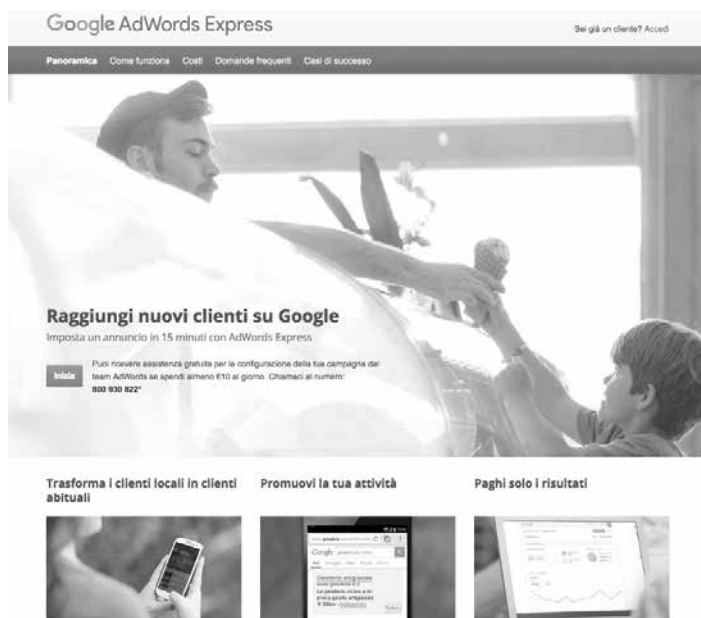 Google AdWords Express
Sei già un cliente? Accedi
Panoramica Come funziona Costi Domande frequenti Casi di successo
Raggiungi nuovi clienti su Google
Imposta un annuncio in 15 minuti con AdWords Express
Inizia
Puoi ricevere assistenza gratuita per la configurazione della tua campagna dal
team AdWords se spendi almeno €10 al giorno. Chiamaci al numero:
800 930 822*
Trasforma i clienti locali in clienti
abituali
Promuovi la tua attività
Paghi solo i risultati
Google